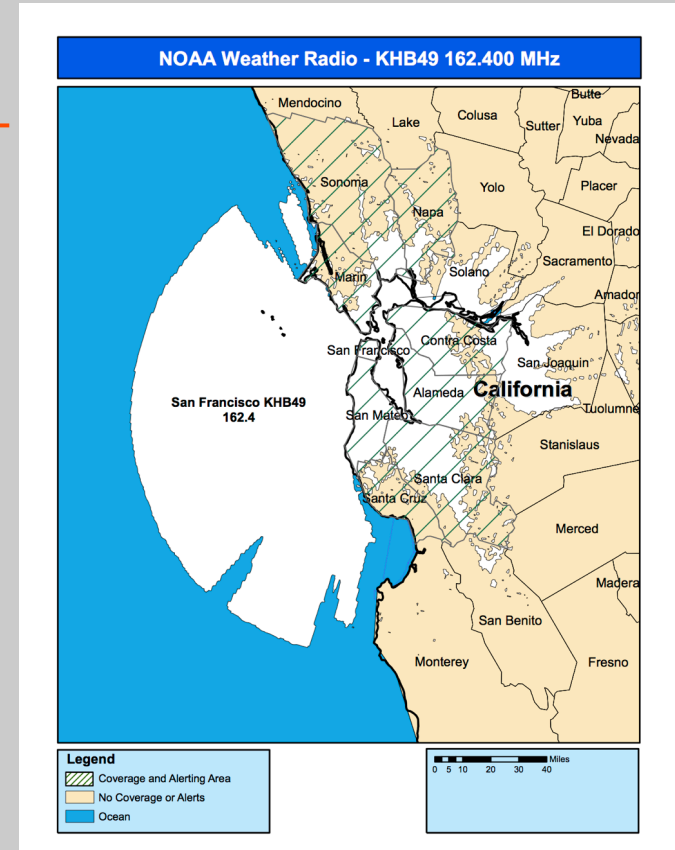 NOAA Weather Radio - KHB49 162.400 MHz
Mendocino
Lake
Colusa
Butte
Sutter
Yuba
Nevada
Sonoma
Napa
Yolo
Placer
El Dorado
Marin
Solano
Sacramento
Amador
San Francisco
Contra Costa
San Joaquin
San Francisco KHB49
162.4
San Mateo
Alameda
California
Tuolumne
Stanislaus
Santa Clara
Santa Cruz
Merced
Madera
San Benito
Monterey
Fresno
Legend
Coverage and Alerting Area
No Coverage or Alerts
Ocean
Miles
0 5 10 20 30 40